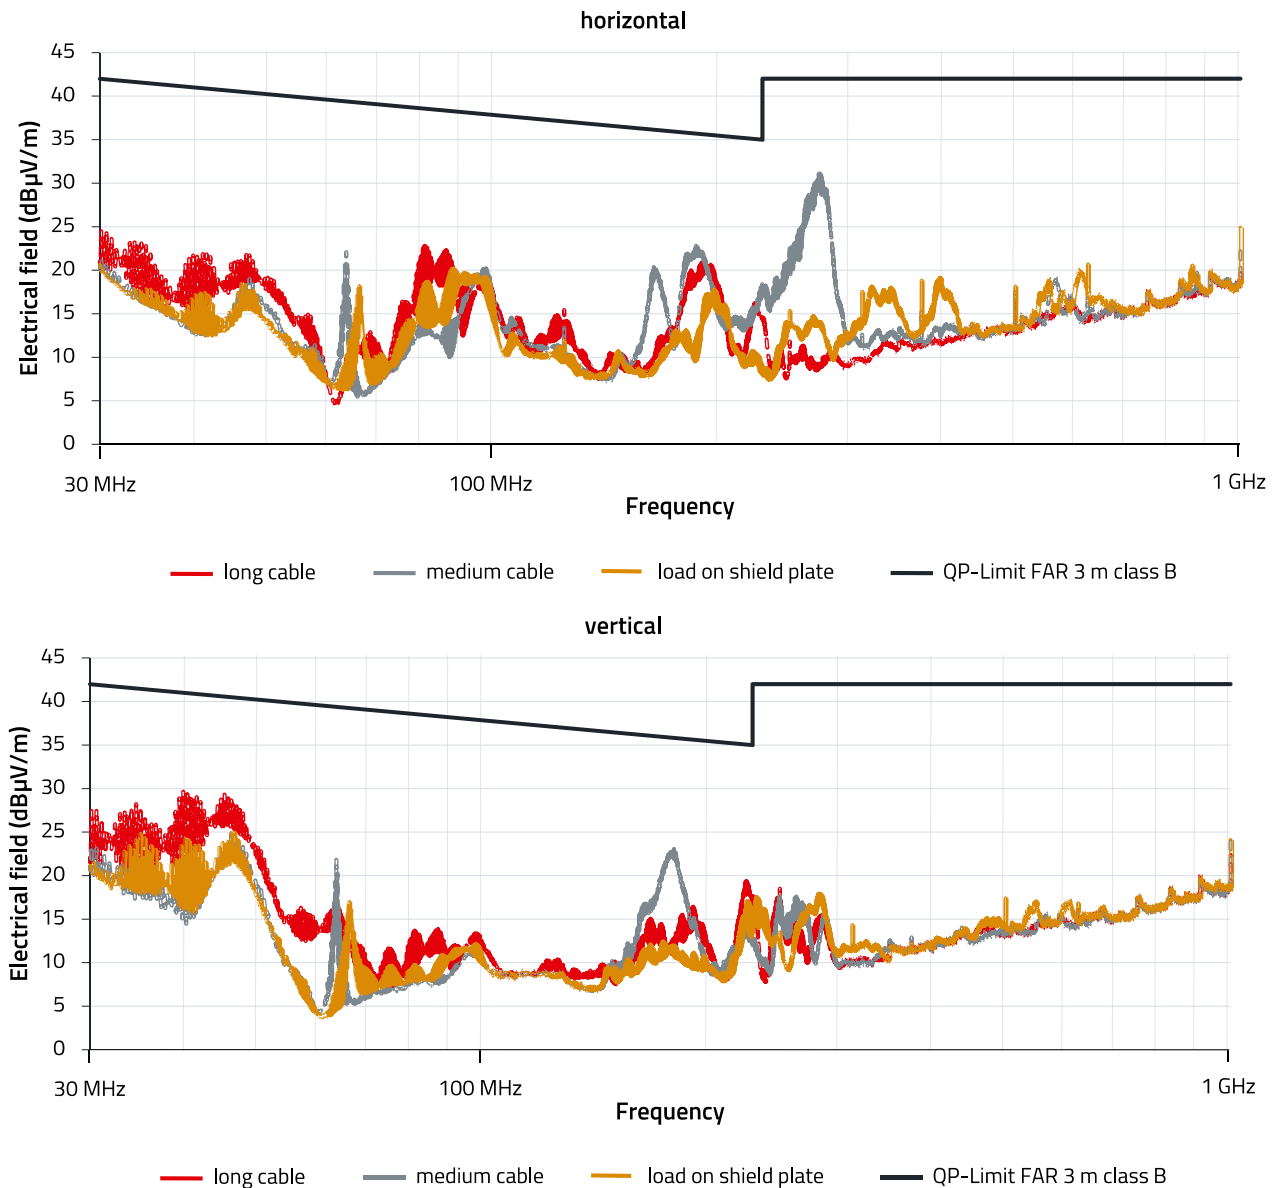 horizontal
45
40
35
30
25
20
15
10
5
0
Electrical field (dBµV/m)
30 MHz 100 MHz 1 GHz
Frequency
long cable medium cable load on shield plate QP-Limit FAR 3 m class B
vertical
45
40
35
30
25
20
15
10
5
0
Electrical field (dBµV/m)
30 MHz 100 MHz 1 GHz
Frequency
long cable medium cable load on shield plate QP-Limit FAR 3 m class B